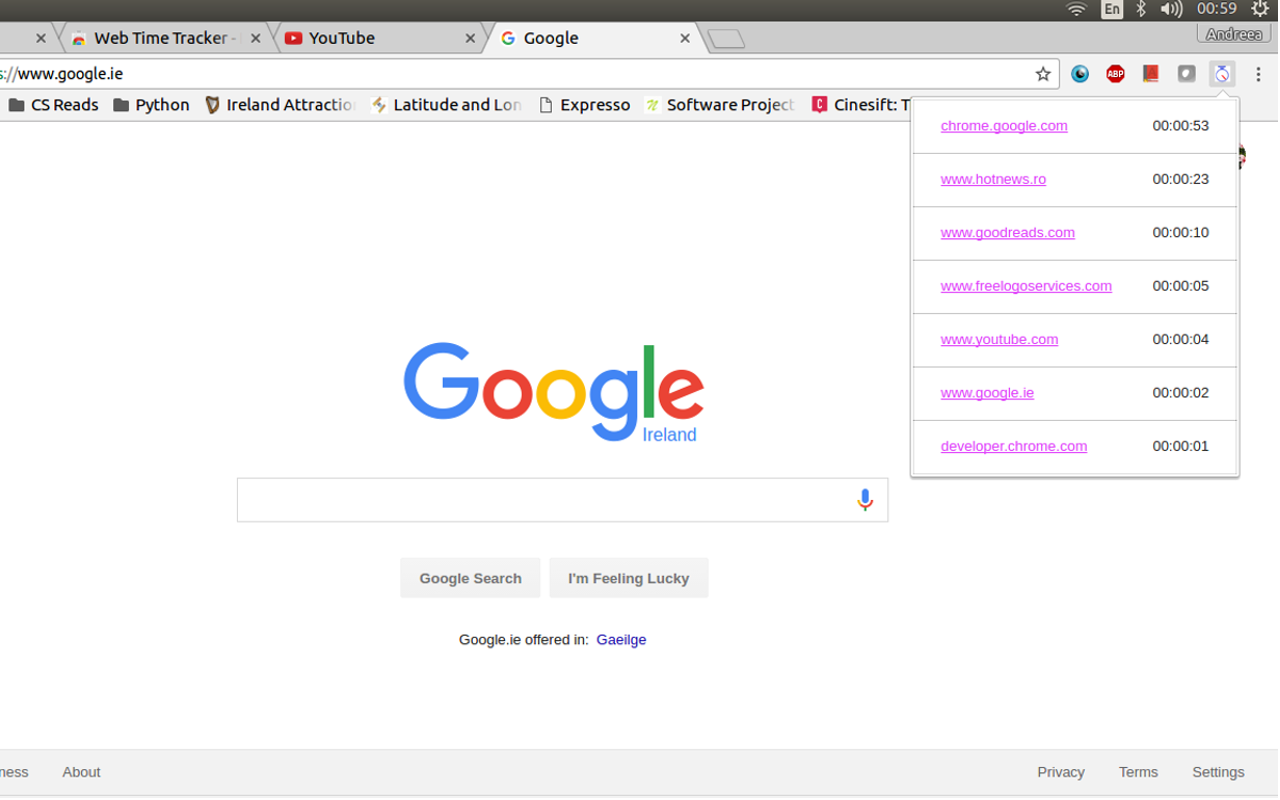 En 00:59
Web Time Tracker - YouTube Google Andreea
s://www.google.ie ABP
CS Reads Python Ireland Attractio Latitude and Lon Expresso Software Project Cinesift: T
chrome.google.com 00:00:53
www.hotnews.ro 00:00:23
www.goodreads.com 00:00:10
www.freelogoservices.com 00:00:05
www.youtube.com 00:00:04
www.google.ie 00:00:02
developer.chrome.com 00:00:01
Google
Ireland
Google Search I'm Feeling Lucky
Google.ie offered in: Gaeilge
ness About Privacy Terms Settings